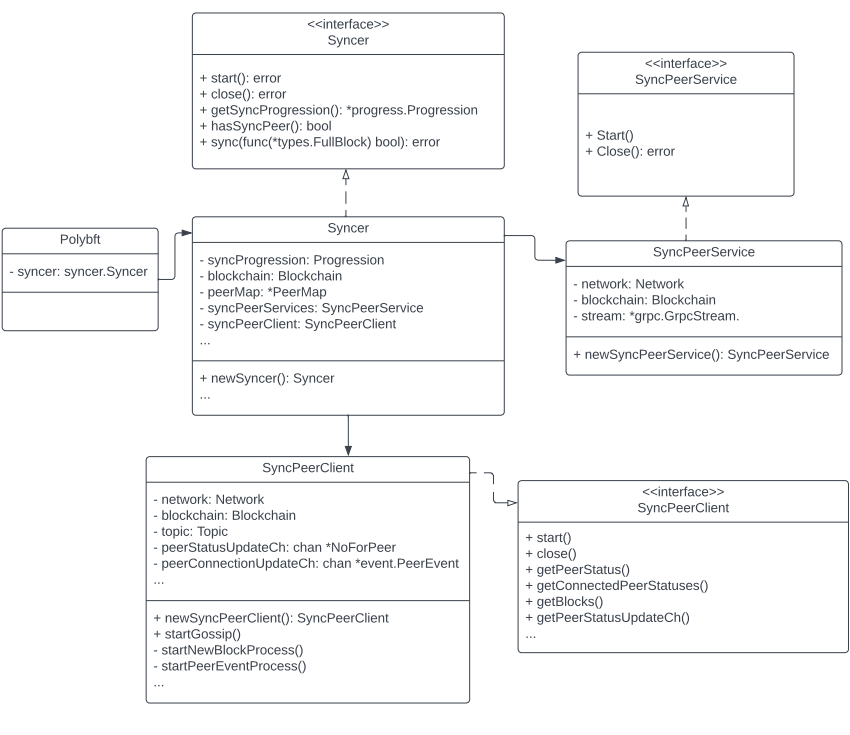 <<interface>>
Syncer
+ start(): error
+ close(): error
+ getSyncProgression(): *progress.Progression
+ hasSyncPeer(): bool
+ sync(func(*types.FullBlock) bool): error
<<interface>>
SyncPeerService
+ Start()
+ Close(): error
Polybft
- syncer: syncer.Syncer
Syncer
- syncProgression: Progression
- blockchain: Blockchain
- peerMap: *PeerMap
- syncPeerServices: SyncPeerService
- syncPeerClient: SyncPeerClient
...
+ newSyncer(): Syncer
...
SyncPeerService
- network: Network
- blockchain: Blockchain
- stream: *grpc.GrpcStream.
+ newSyncPeerService(): SyncPeerService
SyncPeerClient
- network: Network
- blockchain: Blockchain
- topic: Topic
- peerStatusUpdateCh: chan *NoForPeer
- peerConnectionUpdateCh: chan *event.PeerEvent
...
+ newSyncPeerClient(): SyncPeerClient
+ startGossip()
- startNewBlockProcess()
- startPeerEventProcess()
...
<<interface>>
SyncPeerClient
+ start()
+ close()
+ getPeerStatus()
+ getConnectedPeerStatuses()
+ getBlocks()
+ getPeerStatusUpdateCh()
...